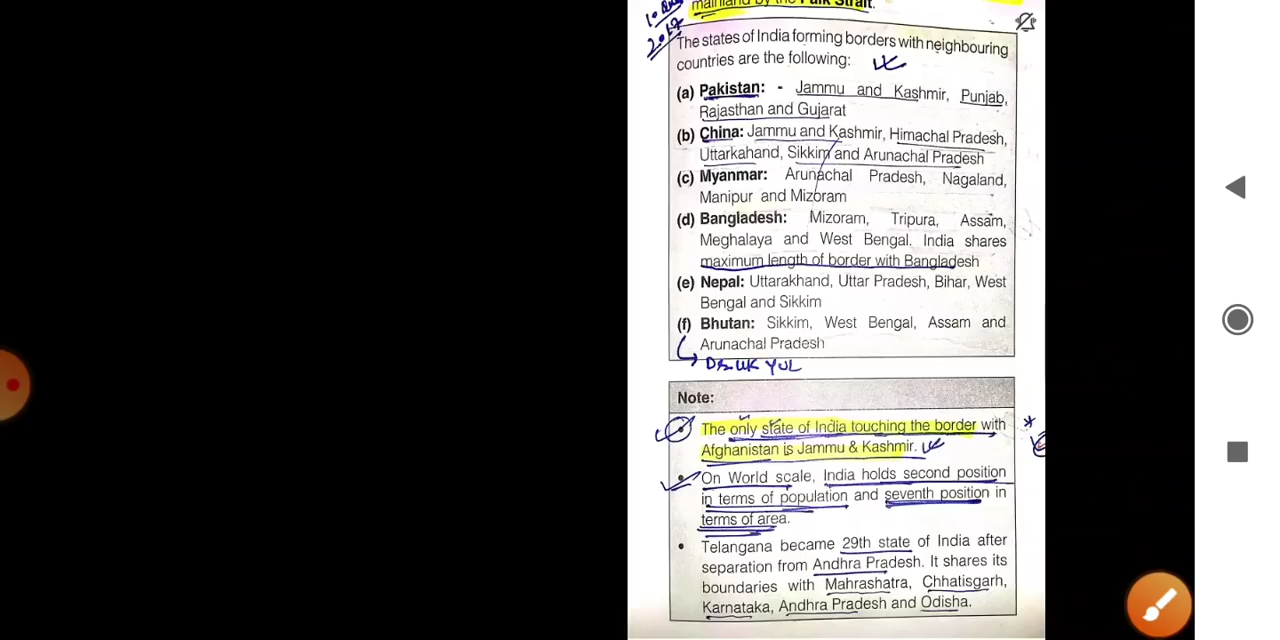 mainland by the Palk Strait.
2017
The states of India forming borders with neighbouring
countries are the following:
(a) Pakistan: - Jammu and Kashmir, Punjab,
Rajasthan and Gujarat
(b) China: Jammu and Kashmir, Himachal Pradesh,
Uttarkahand, Sikkim and Arunachal Pradesh
(c) Myanmar: Arunachal Pradesh, Nagaland,
Manipur and Mizoram
(d) Bangladesh: Mizoram, Tripura, Assam,
Meghalaya and West Bengal. India shares
maximum length of border with Bangladesh
(e) Nepal: Uttarakhand, Uttar Pradesh, Bihar, West
Bengal and Sikkim
(f) Bhutan: Sikkim, West Bengal, Assam and
Arunachal Pradesh
YUL
Note:
• The only state of India touching the border with
Afghanistan is Jammu & Kashmir.
• On World scale, India holds second position
in terms of population and seventh position in
terms of area.
• Telangana became 29th state of India after
separation from Andhra Pradesh. It shares its
boundaries with Mahrashatra, Chhatisgarh,
Karnataka, Andhra Pradesh and Odisha.